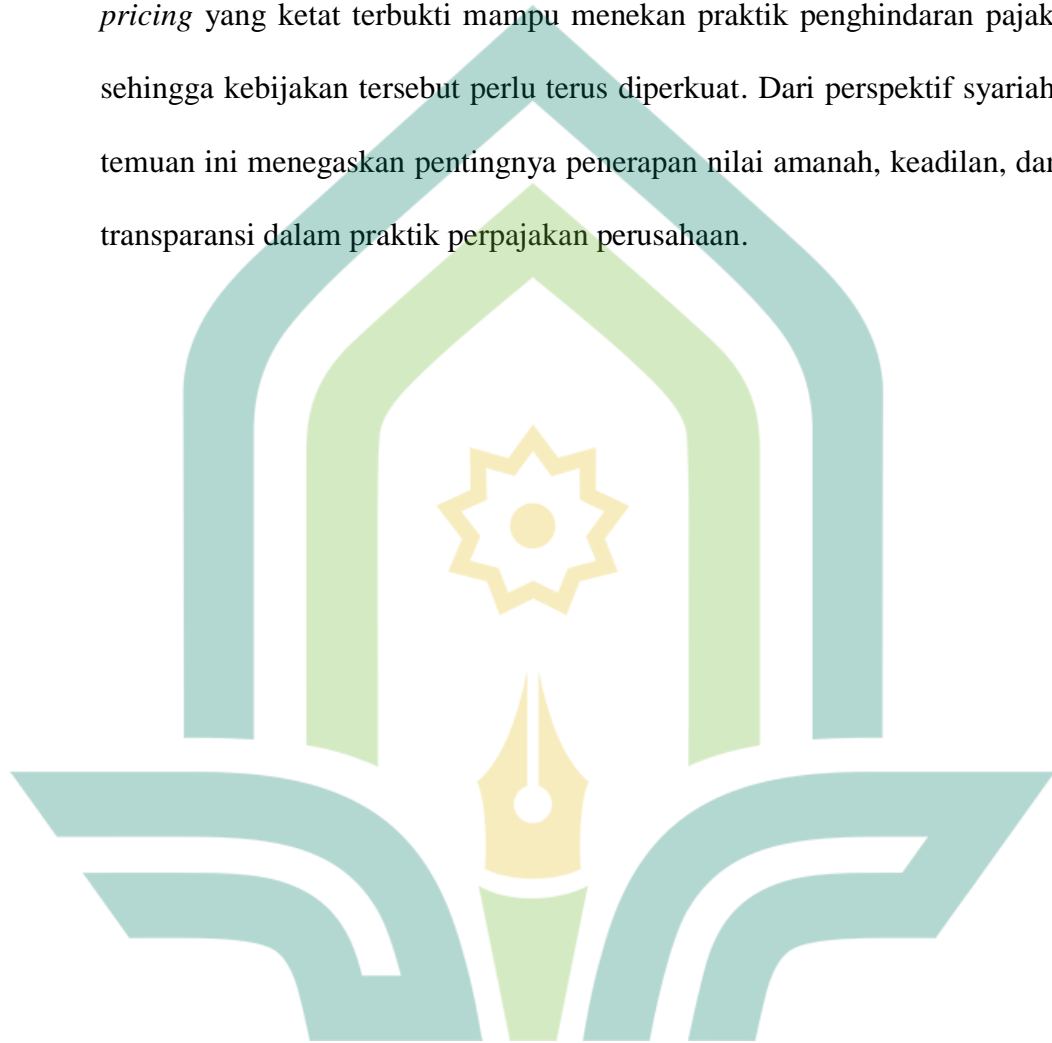 pricing yang ketat terbukti mampu menekan praktik penghindaran pajak
sehingga kebijakan tersebut perlu terus diperkuat. Dari perspektif syariah
temuan ini menegaskan pentingnya penerapan nilai amanah, keadilan, dan
transparansi dalam praktik perpajakan perusahaan.